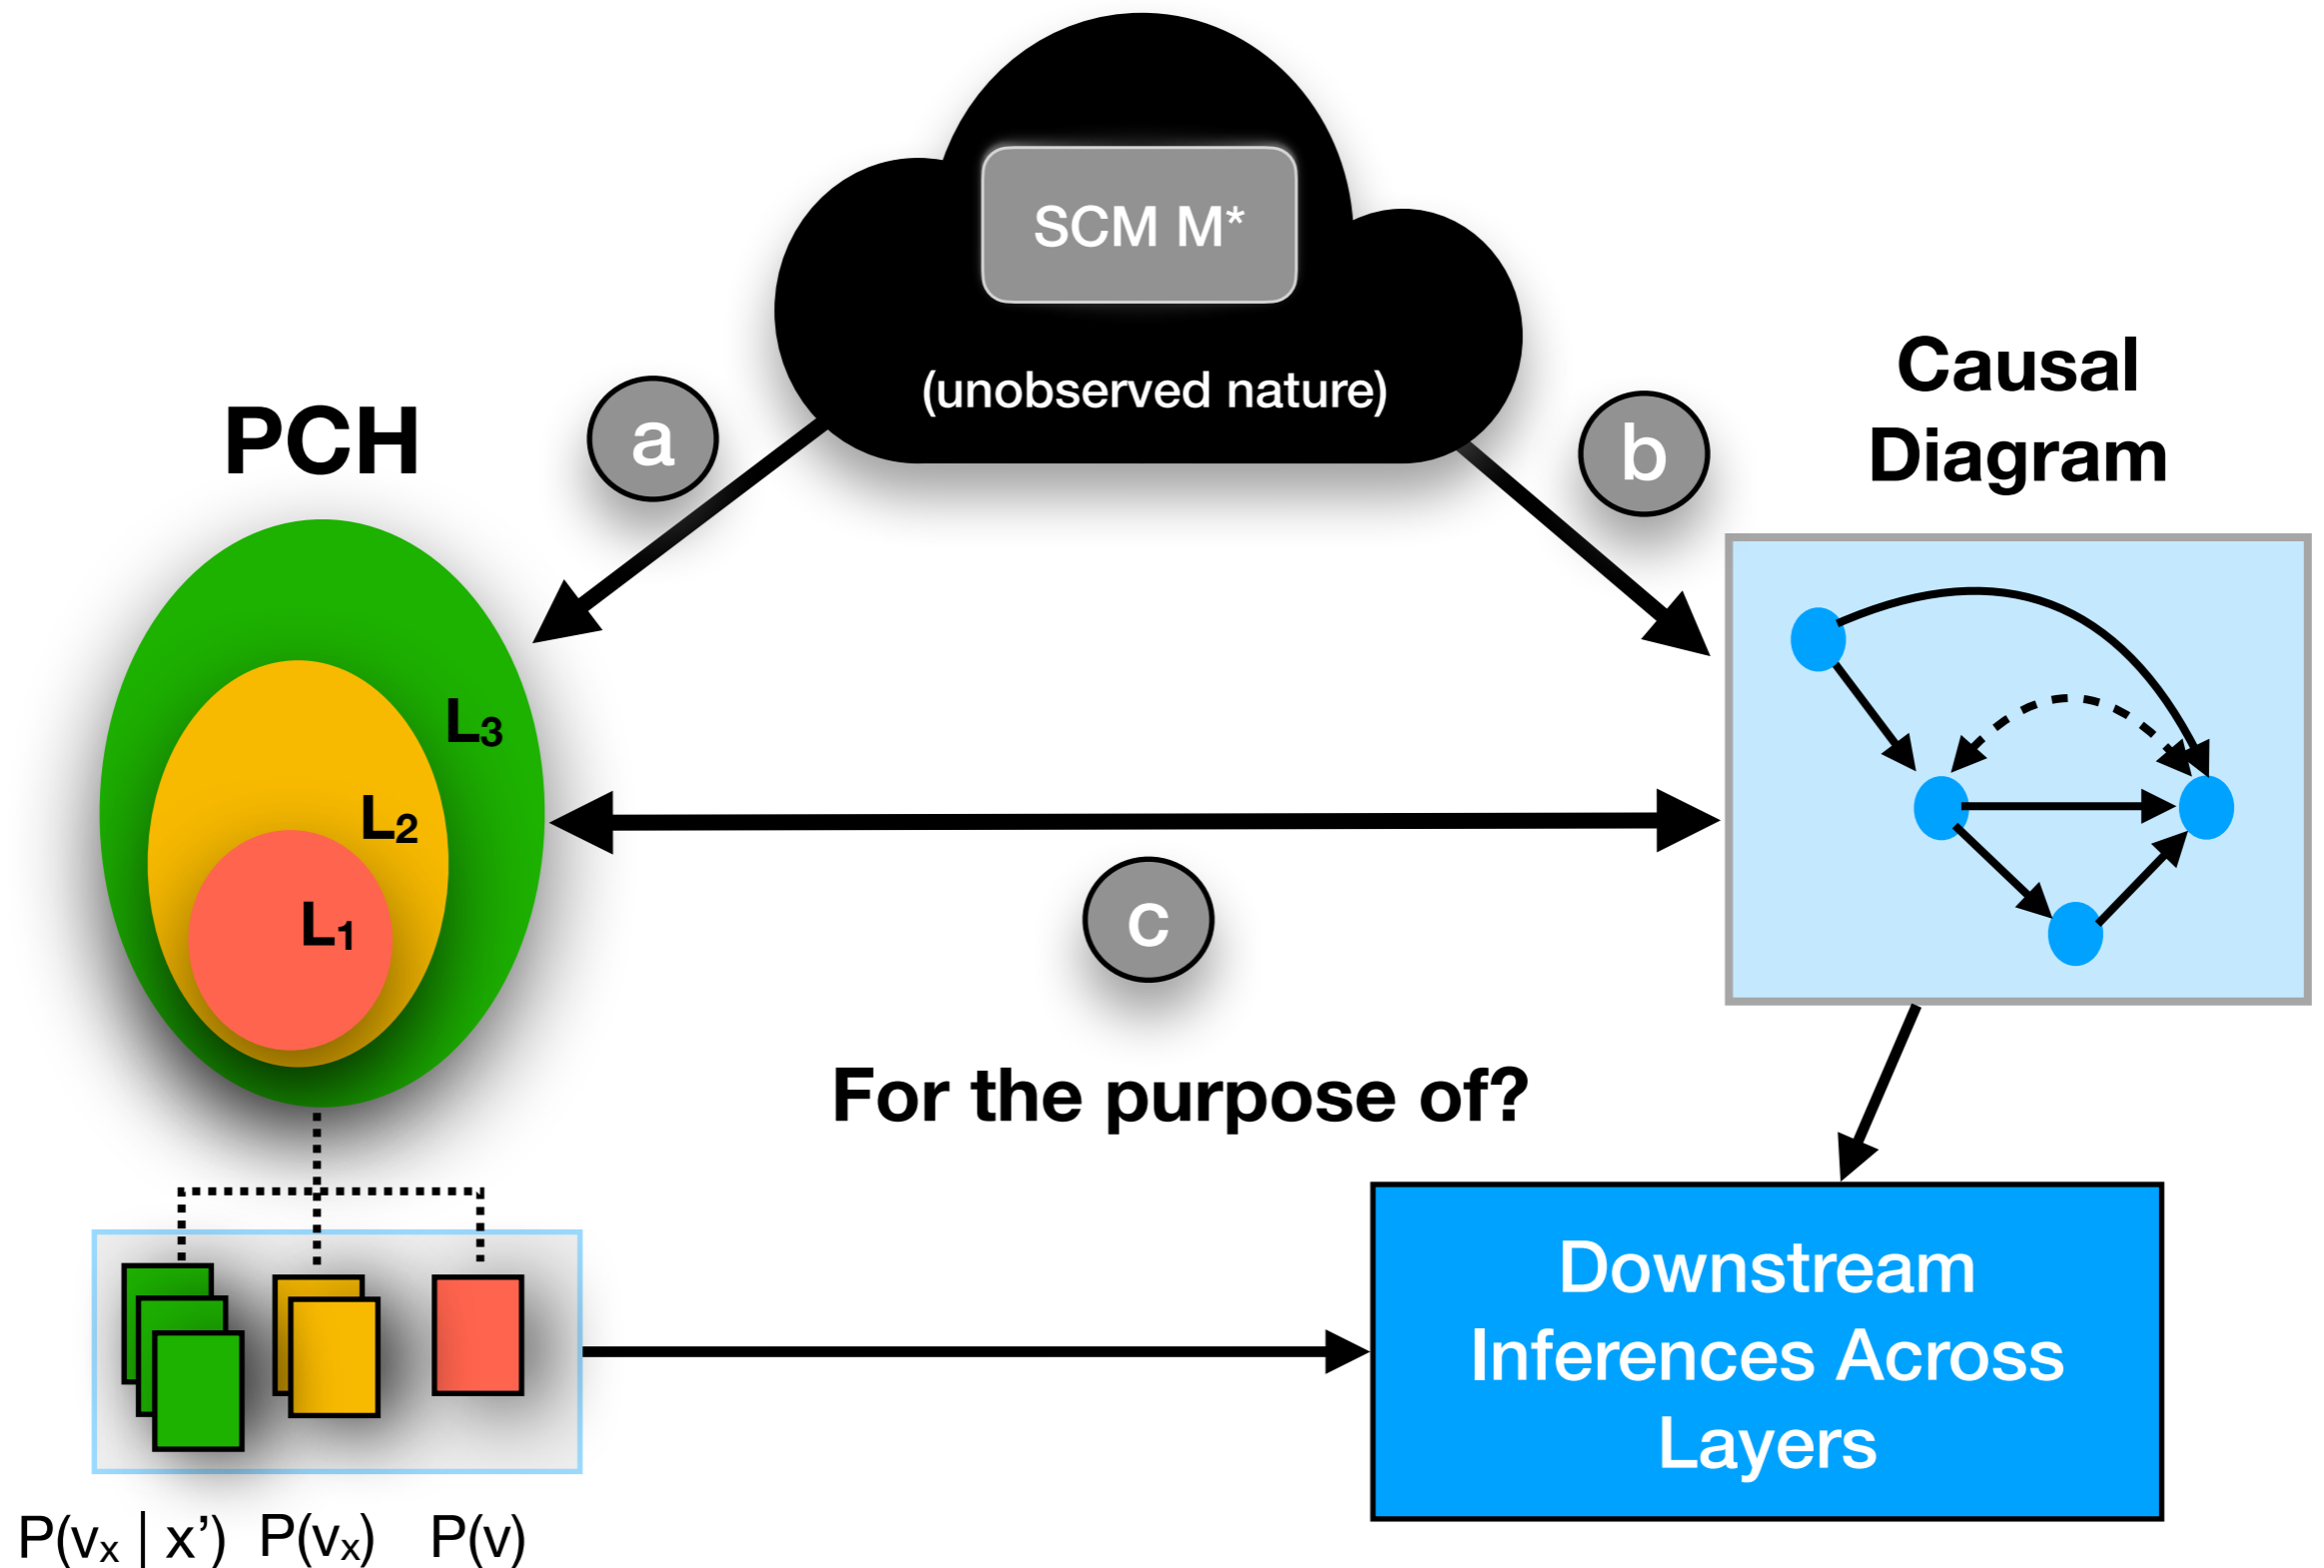 SCM M*
(unobserved nature)
Causal
Diagram
PCH
a
b
L₃
L₂
L₁
c
For the purpose of?
Downstream
Inferences Across
Layers
P(vₓ | x’) P(vₓ) P(v)